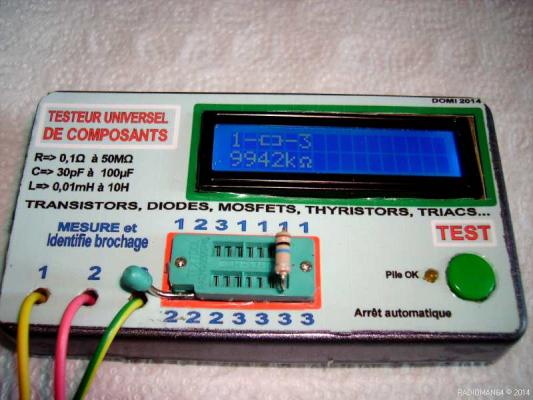 DOMI 2014
TESTEUR UNIVERSEL
DE COMPOSANTS
1-▭-3
9942kΩ
R=> 0,1Ω à 50MΩ
C=> 30pF à 100µF
L=> 0,01mH à 10H
TRANSISTORS, DIODES, MOSFETS, THYRISTORS, TRIACS...
MESURE et
Identifie brochage
1 2 3 1 1 1 1
TEST
1 2
Pile OK
Arrêt automatique
2 2 2 3 3 3 3
RADIOMAN64 © 2014